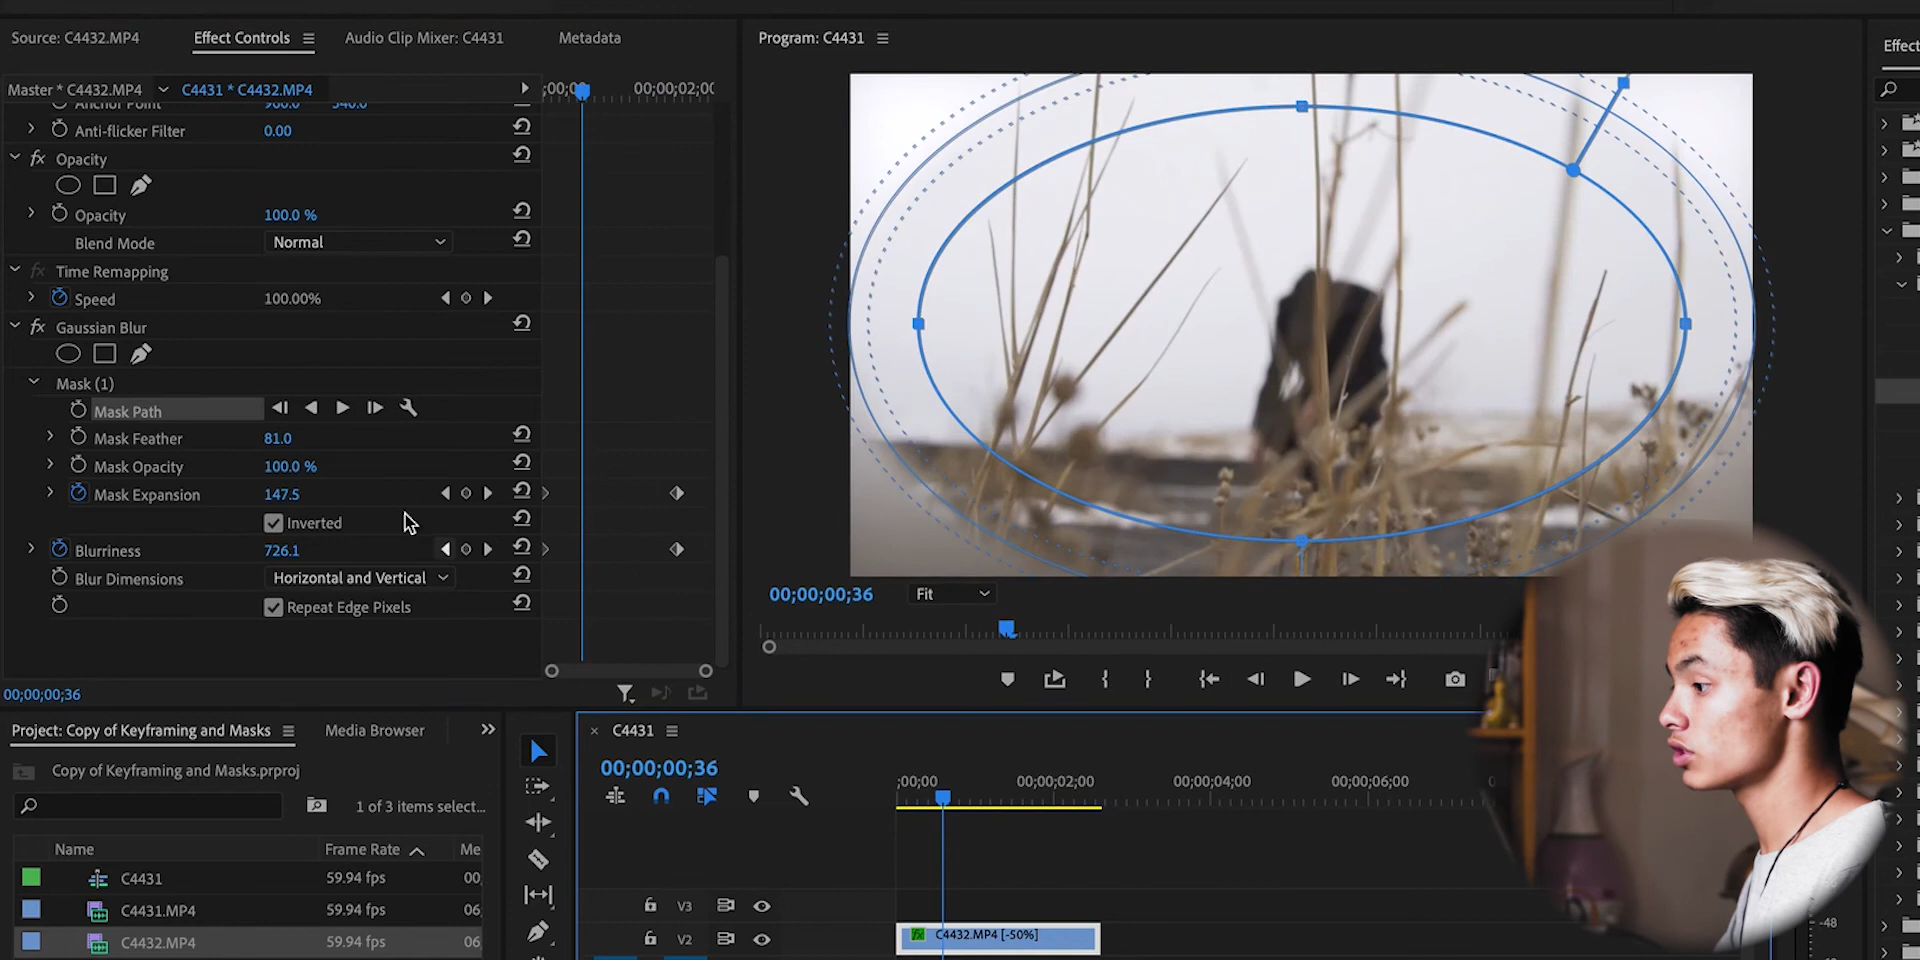 Source: C4432.MP4
Effect Controls
Audio Clip Mixer: C4431
Metadata
Master * C4432.MP4
C4431 * C4432.MP4
;00;00
00;00;02;00
Anchor Point 960.0 540.0
Anti-flicker Filter 0.00
fx Opacity
Opacity 100.0 %
Blend Mode Normal
fx Time Remapping
Speed 100.00%
fx Gaussian Blur
Mask (1)
Mask Path
Mask Feather 81.0
Mask Opacity 100.0 %
Mask Expansion 147.5
Inverted
Blurriness 726.1
Blur Dimensions Horizontal and Vertical
Repeat Edge Pixels
00;00;00;36
Program: C4431
00;00;00;36
Fit
Effect
Project: Copy of Keyframing and Masks
Media Browser
Copy of Keyframing and Masks.prproj
1 of 3 items select...
Name Frame Rate Me
C4431 59.94 fps 00;
C4431.MP4 59.94 fps 06,
C4432.MP4 59.94 fps 06,
× C4431
00;00;00;36
;00;00 00;00;02;00 00;00;04;00 00;00;06;00
V3
V2
fx C4432.MP4 [-50%]
-48